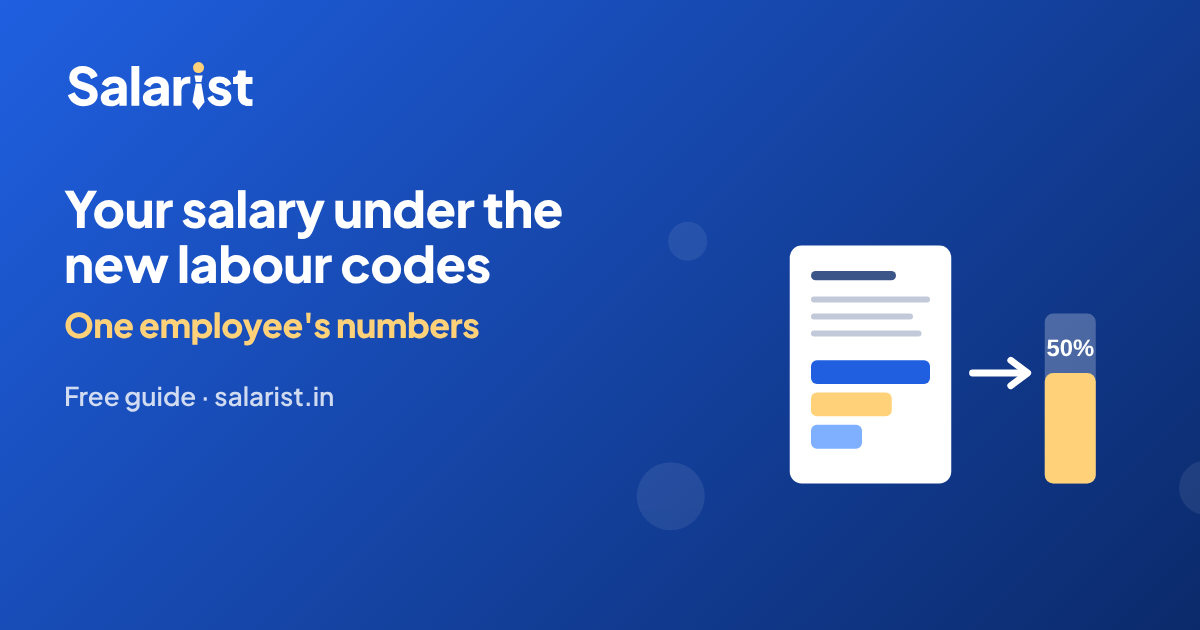 Salarist
Your salary under the
new labour codes
One employee's numbers
Free guide · salarist.in
50%